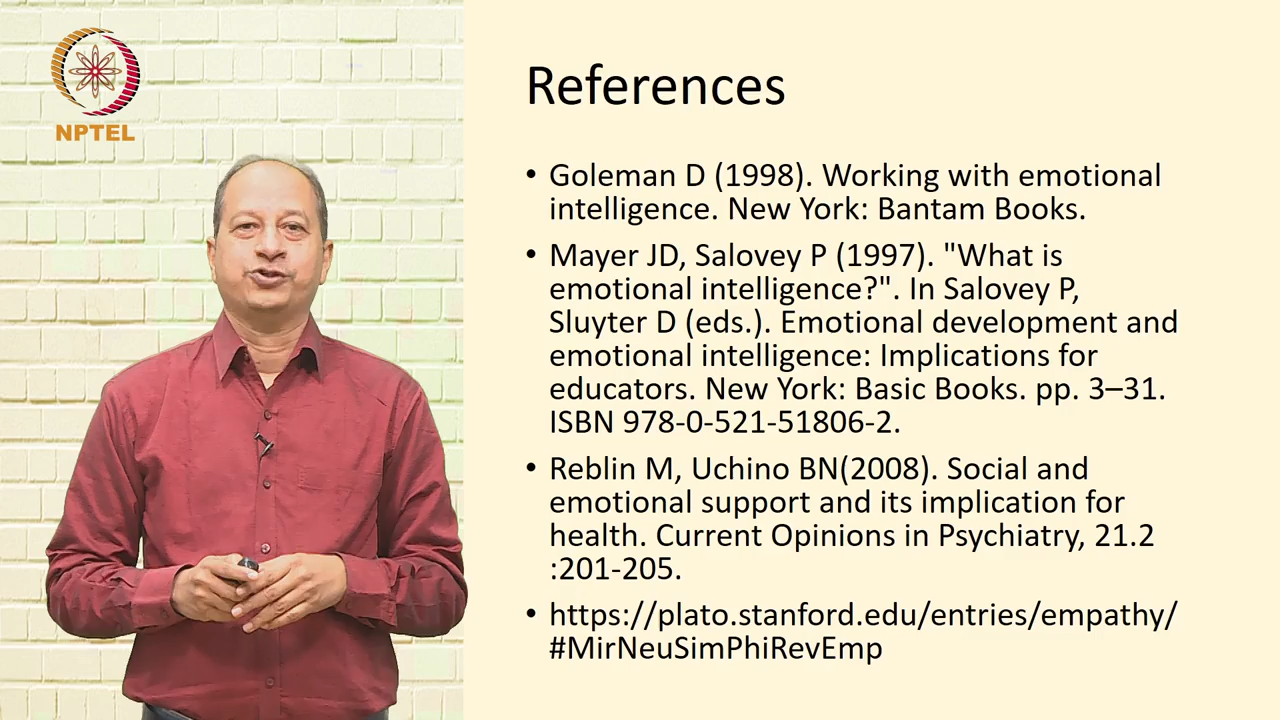 NPTEL
References
• Goleman D (1998). Working with emotional
intelligence. New York: Bantam Books.
• Mayer JD, Salovey P (1997). "What is
emotional intelligence?". In Salovey P,
Sluyter D (eds.). Emotional development and
emotional intelligence: Implications for
educators. New York: Basic Books. pp. 3–31.
ISBN 978-0-521-51806-2.
• Reblin M, Uchino BN(2008). Social and
emotional support and its implication for
health. Current Opinions in Psychiatry, 21.2
:201-205.
• https://plato.stanford.edu/entries/empathy/
#MirNeuSimPhiRevEmp